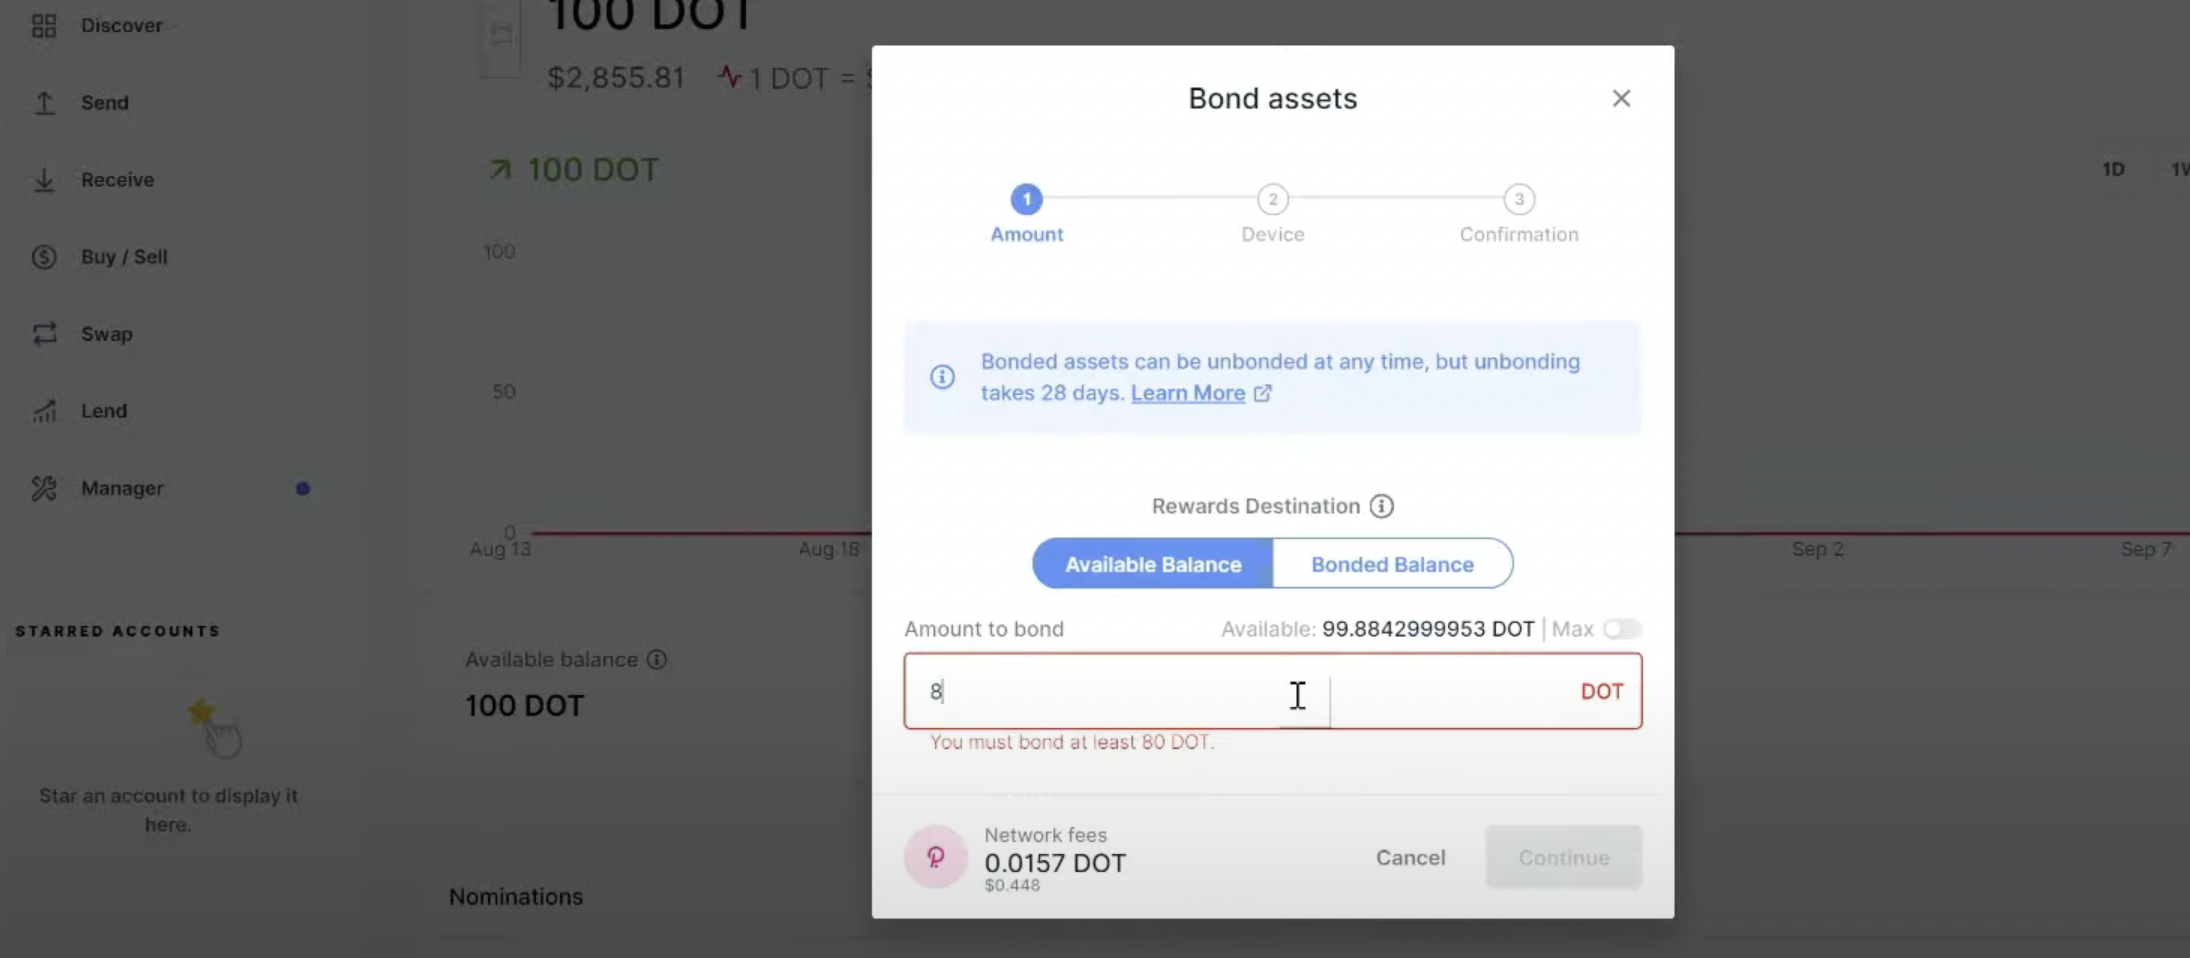 Discover
Send
Receive
Buy / Sell
Swap
Lend
Manager
STARRED ACCOUNTS
Star an account to display it
here.
100 DOT
$2,855.81 1 DOT =
100 DOT
1D
100
50
0
Aug 13 Aug 18 Sep 2 Sep 7
Available balance
100 DOT
Nominations
Bond assets
1 2 3
Amount Device Confirmation
Bonded assets can be unbonded at any time, but unbonding
takes 28 days. Learn More
Rewards Destination
Available Balance Bonded Balance
Amount to bond Available: 99.8842999953 DOT | Max
8 DOT
You must bond at least 80 DOT.
Network fees
0.0157 DOT
$0.448
Cancel Continue